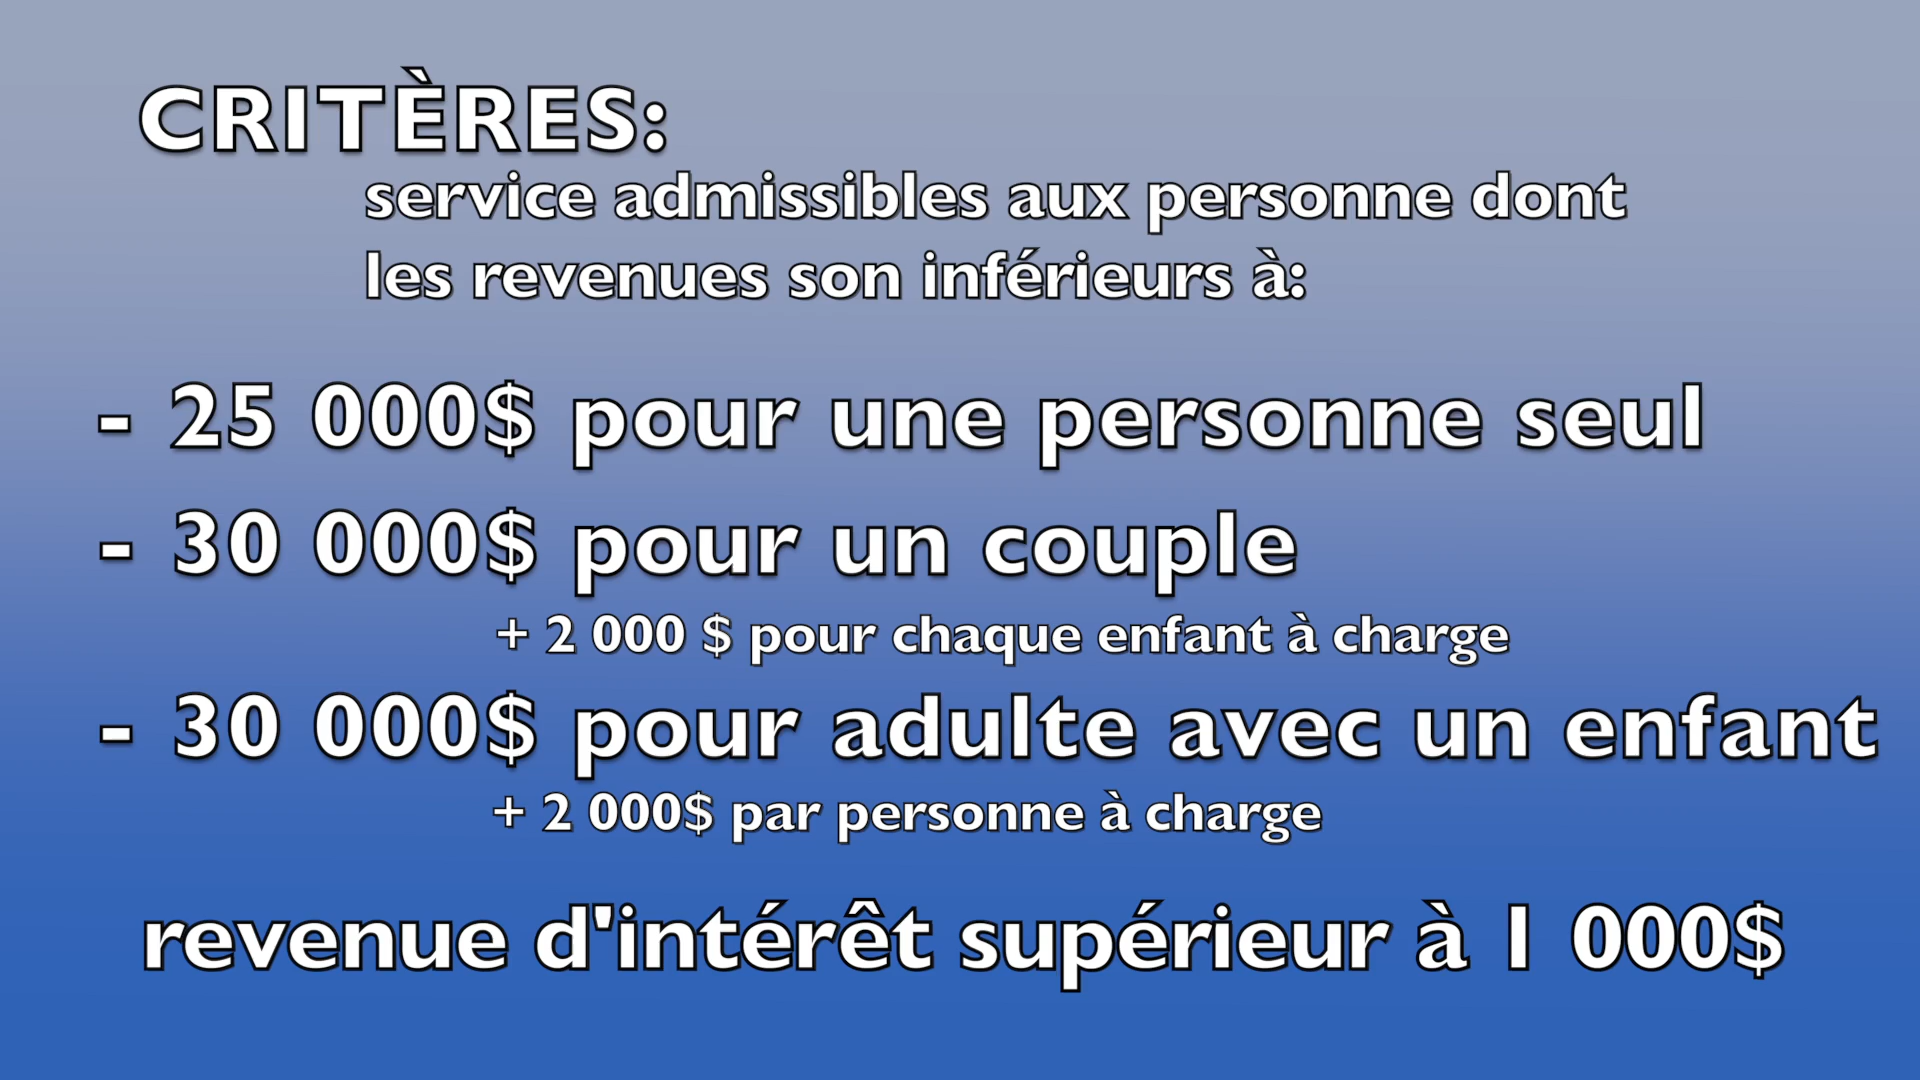 CRITÈRES:
service admissibles aux personne dont
les revenues son inférieurs à:
- 25 000$ pour une personne seul
- 30 000$ pour un couple
+ 2 000 $ pour chaque enfant à charge
- 30 000$ pour adulte avec un enfant
+ 2 000$ par personne à charge
revenue d'intérêt supérieur à 1 000$